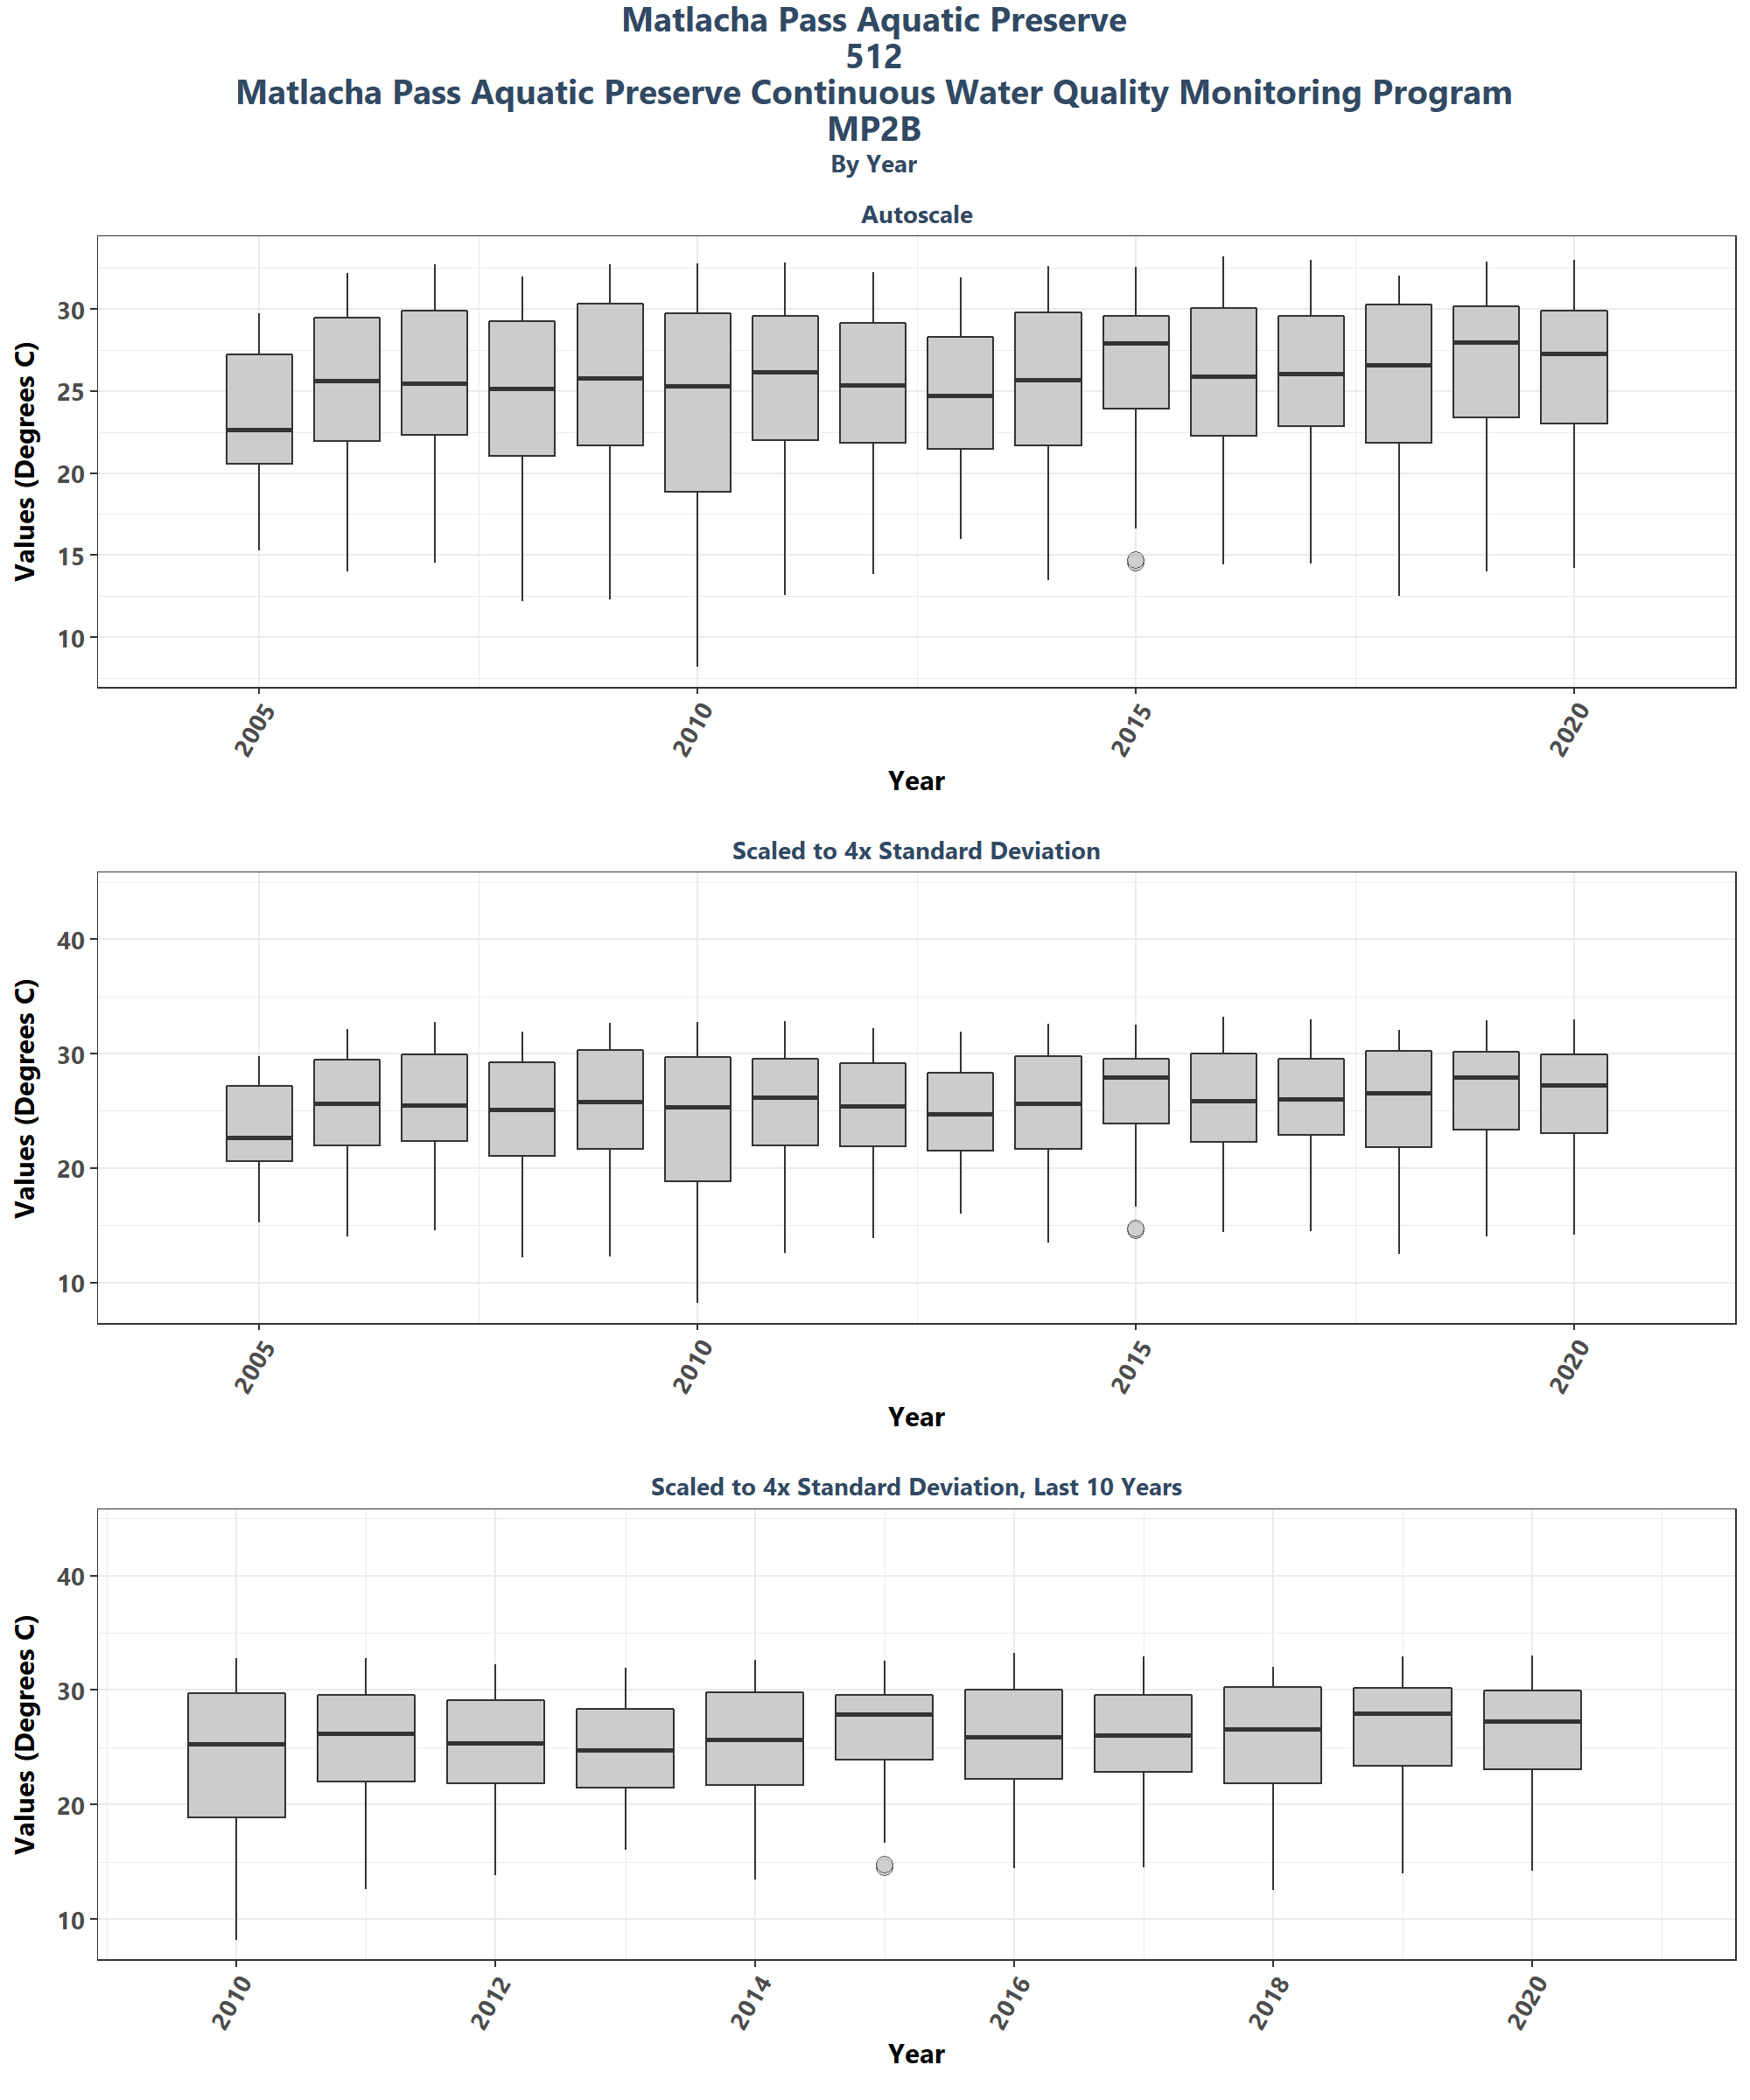 Matlacha Pass Aquatic Preserve
512
Matlacha Pass Aquatic Preserve Continuous Water Quality Monitoring Program
MP2B
By Year
Autoscale
Values (Degrees C)
30
25
20
15
10
2005
2010
2015
2020
Year
Scaled to 4x Standard Deviation
Values (Degrees C)
40
30
20
10
2005
2010
2015
2020
Year
Scaled to 4x Standard Deviation, Last 10 Years
Values (Degrees C)
40
30
20
10
2010
2012
2014
2016
2018
2020
Year